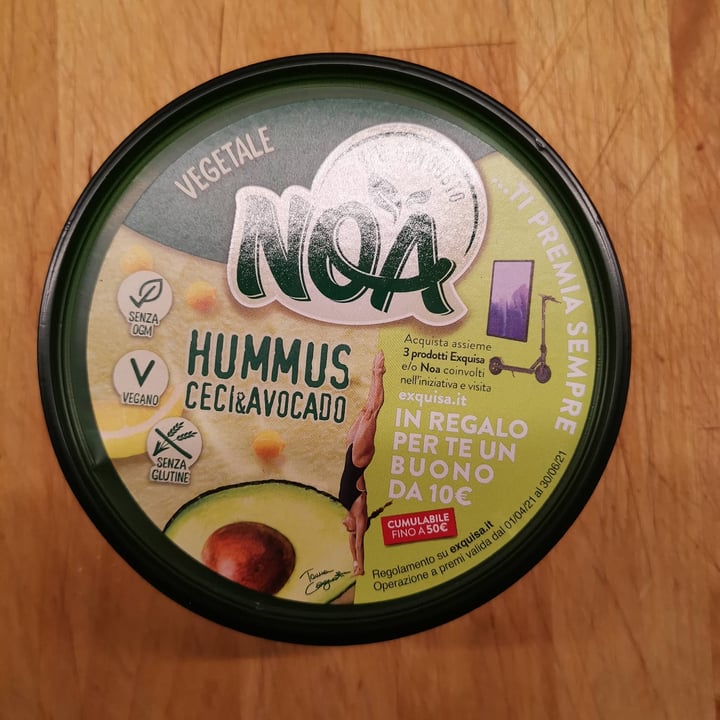 VEGETALE
GUSTO
NOA
...TI PREMIA SEMPRE
SENZA
OGM
VEGANO
SENZA
GLUTINE
HUMMUS
CECI&AVOCADO
Acquista assieme
3 prodotti Exquisa
e/o Noa coinvolti
nell'iniziativa e visita
exquisa.it
IN REGALO
PER TE UN
BUONO
DA 10€
CUMULABILE
FINO A 50€
Regolamento su exquisa.it
Operazione a premi valida dal 01/04/21 al 30/06/21